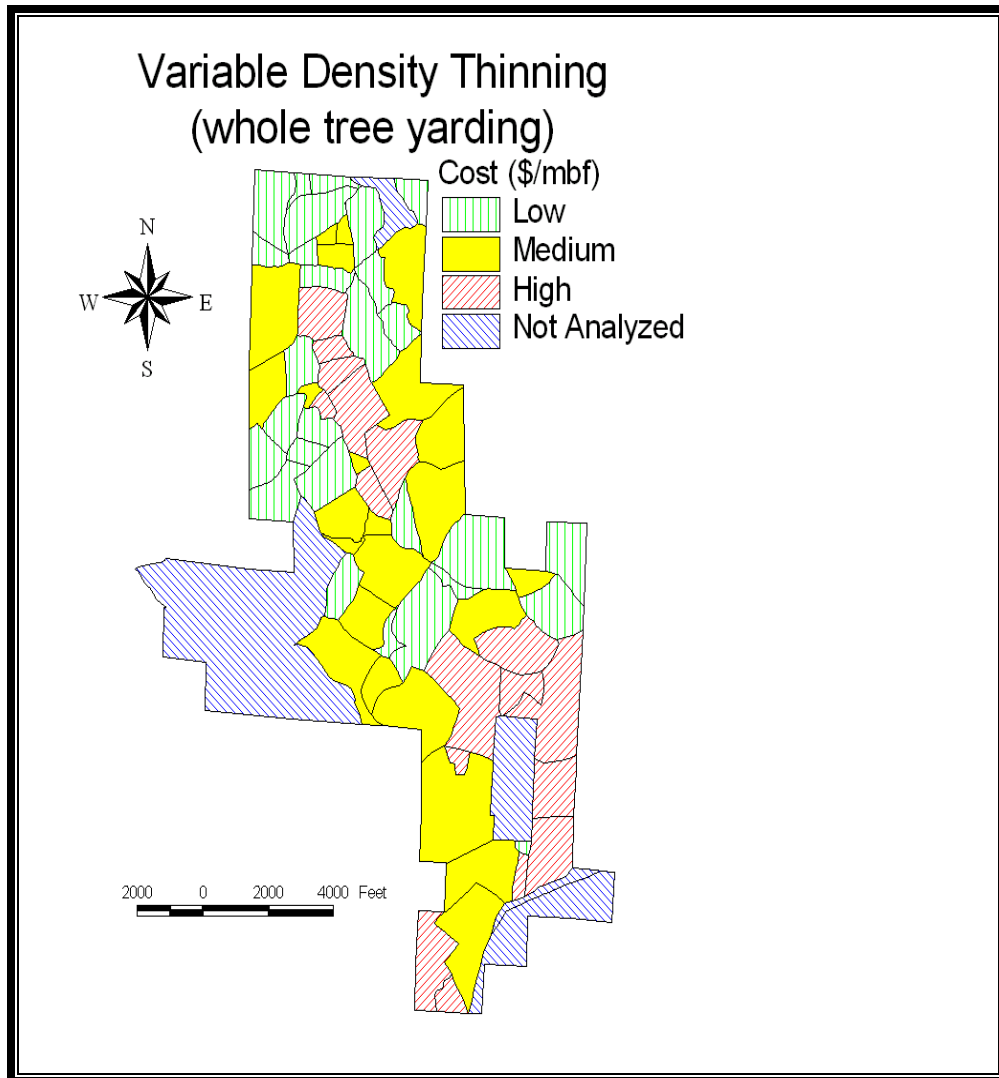 Variable Density Thinning
(whole tree yarding)
Cost ($/mbf)
Low
Medium
High
Not Analyzed
N
W E
S
2000 0 2000 4000 Feet